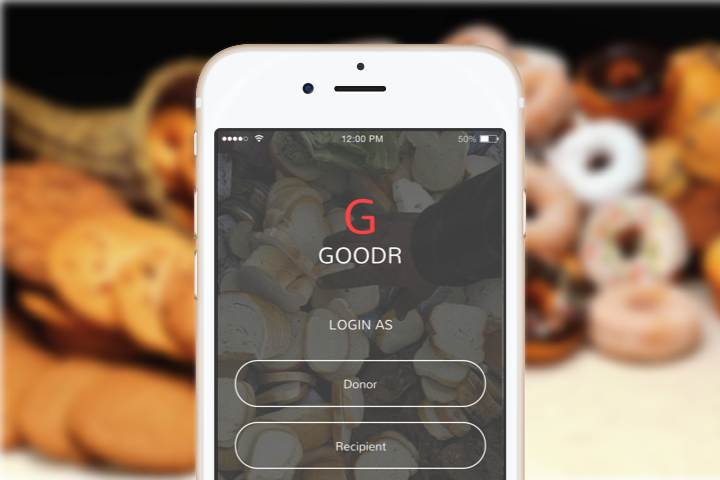 12:00 PM 50%
G
GOODR
LOGIN AS
Donor
Recipient